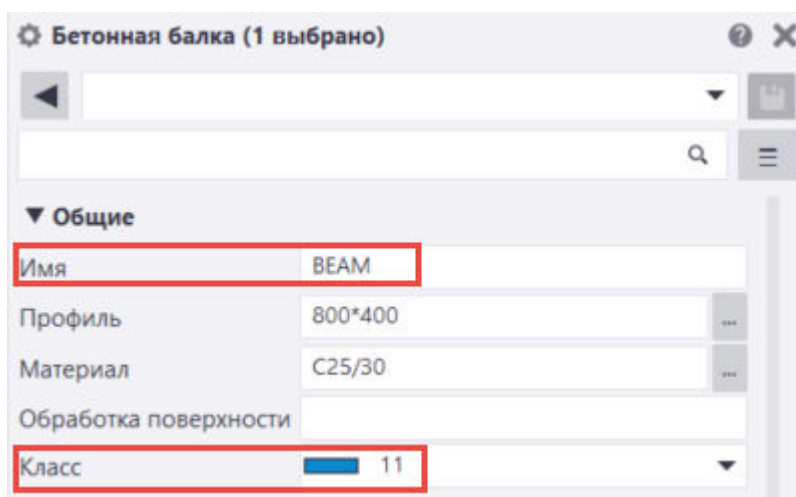 Бетонная балка (1 выбрано)
Общие
Имя BEAM
Профиль 800*400 ...
Материал C25/30 ...
Обработка поверхности
Класс 11